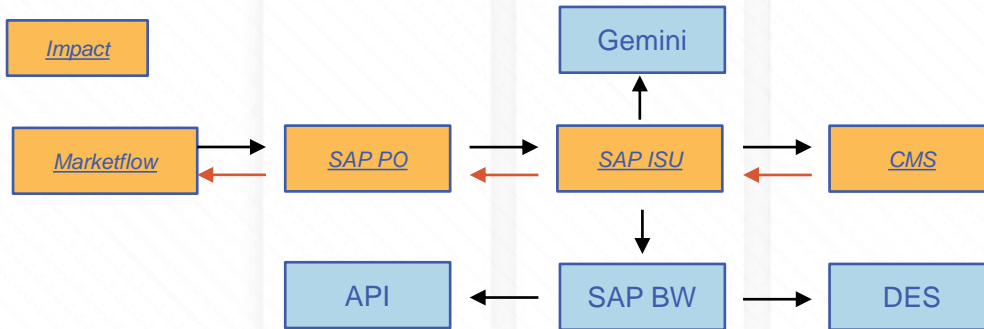 Gemini
Impact
Marketflow
SAP PO
SAP ISU
CMS
API
SAP BW
DES